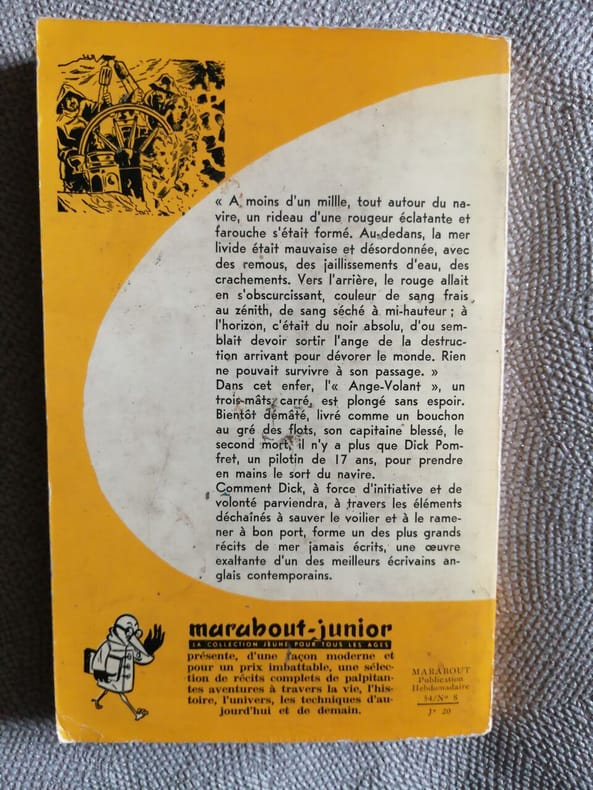 « A moins d'un millle, tout autour du na-
vire, un rideau d'une rougeur éclatante et
farouche s'était formé. Au-dedans, la mer
livide était mauvaise et désordonnée, avec
des remous, des jaillissements d'eau, des
crachements. Vers l'arrière, le rouge allait
en s'obscurcissant, couleur de sang frais
au zénith, de sang séché à mi-hauteur ; à
l'horizon, c'était du noir absolu, d'ou sem-
blait devoir sortir l'ange de la destruc-
tion arrivant pour dévorer le monde. Rien
ne pouvait survivre à son passage. »
Dans cet enfer, l'« Ange-Volant », un
trois-mâts carré, est plongé sans espoir.
Bientôt démâté, livré comme un bouchon
au gré des flots, son capitaine blessé, le
second mort, il n'y a plus que Dick Pom-
fret, un pilotin de 17 ans, pour prendre
en mains le sort du navire.
Comment Dick, à force d'initiative et de
volonté parviendra, à travers les éléments
déchaînés à sauver le voilier et à le rame-
ner à bon port, forme un des plus grands
récits de mer jamais écrits, une œuvre
exaltante d'un des meilleurs écrivains an-
glais contemporains.
marabout-junior
LA COLLECTION JEUNE POUR TOUS LES AGES
présente, d'une façon moderne et
pour un prix imbattable, une sélec-
tion de récits complets de palpitan-
tes aventures à travers la vie, l'his-
toire, l'univers, les techniques d'au-
jourd'hui et de demain.
MARABOUT
Publication
Hebdomadaire
54/Nº 8
Jr 20